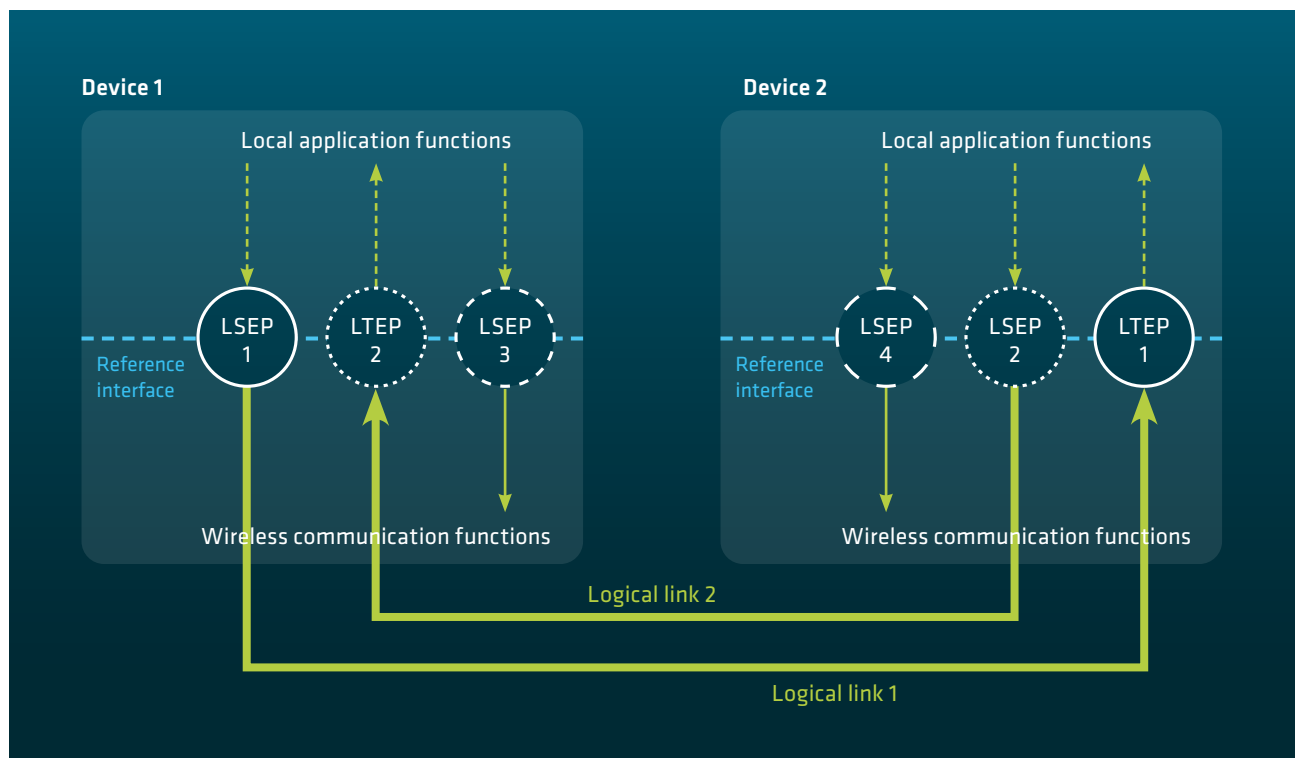 Device 1
Local application functions
LSEP
1
LTEP
2
LSEP
3
Reference
interface
Wireless communication functions
Device 2
Local application functions
LSEP
4
LSEP
2
LTEP
1
Reference
interface
Wireless communication functions
Logical link 2
Logical link 1